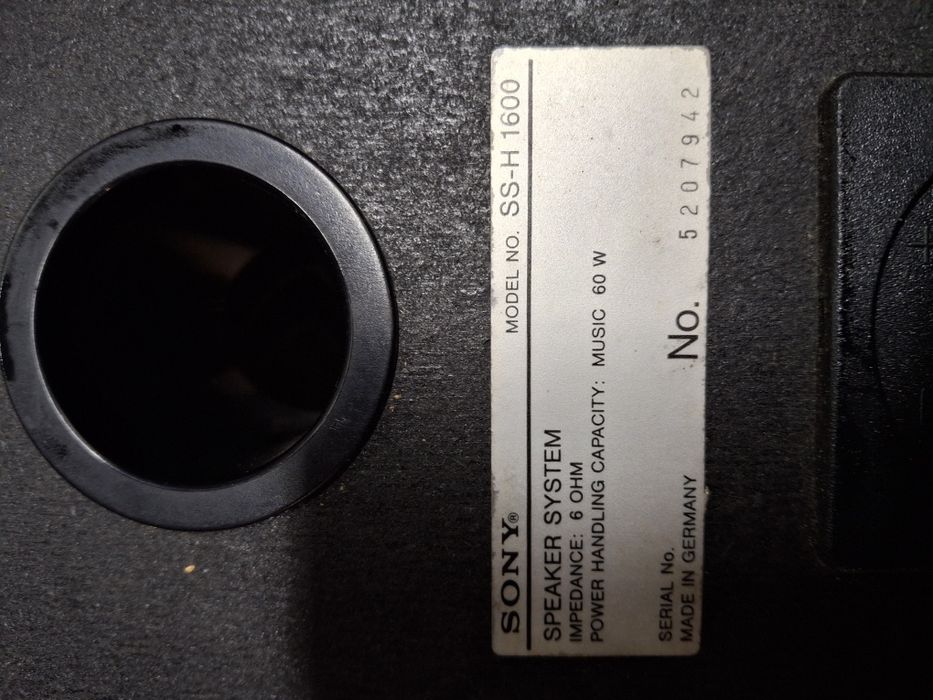 SONY® MODEL NO. SS-H 1600
SPEAKER SYSTEM
IMPEDANCE: 6 OHM
POWER HANDLING CAPACITY: MUSIC 60 W
SERIAL No.
MADE IN GERMANY No. 5207942
+
-